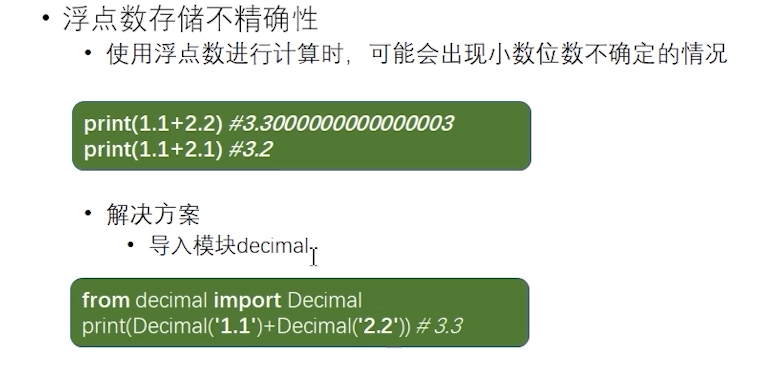 • 浮点数存储不精确性
• 使用浮点数进行计算时，可能会出现小数位数不确定的情况
print(1.1+2.2) #3.3000000000000003
print(1.1+2.1) #3.2
• 解决方案
• 导入模块decimal
from decimal import Decimal
print(Decimal('1.1')+Decimal('2.2')) # 3.3